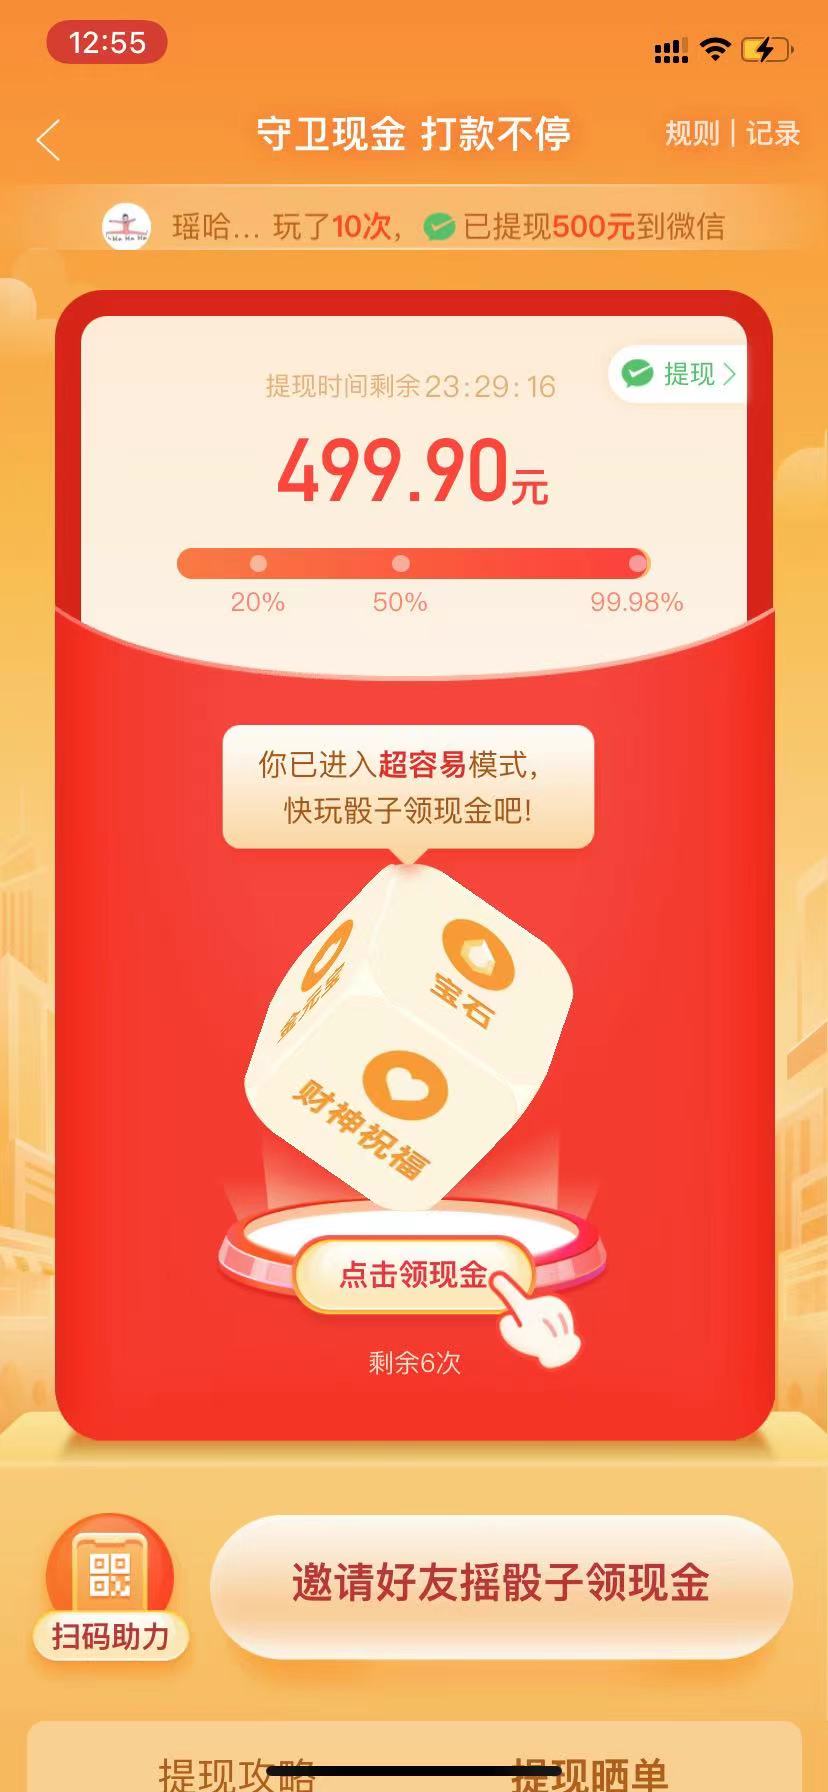 12:55
守卫现金 打款不停
规则 | 记录
瑶哈... 玩了10次, 已提现500元到微信
提现时间剩余23:29:16
提现
499.90元
20% 50% 99.98%
你已进入超容易模式,
快玩骰子领现金吧!
宝石
金元宝
财神祝福
点击领现金
剩余6次
邀请好友摇骰子领现金
扫码助力
提现攻略 提现晒单